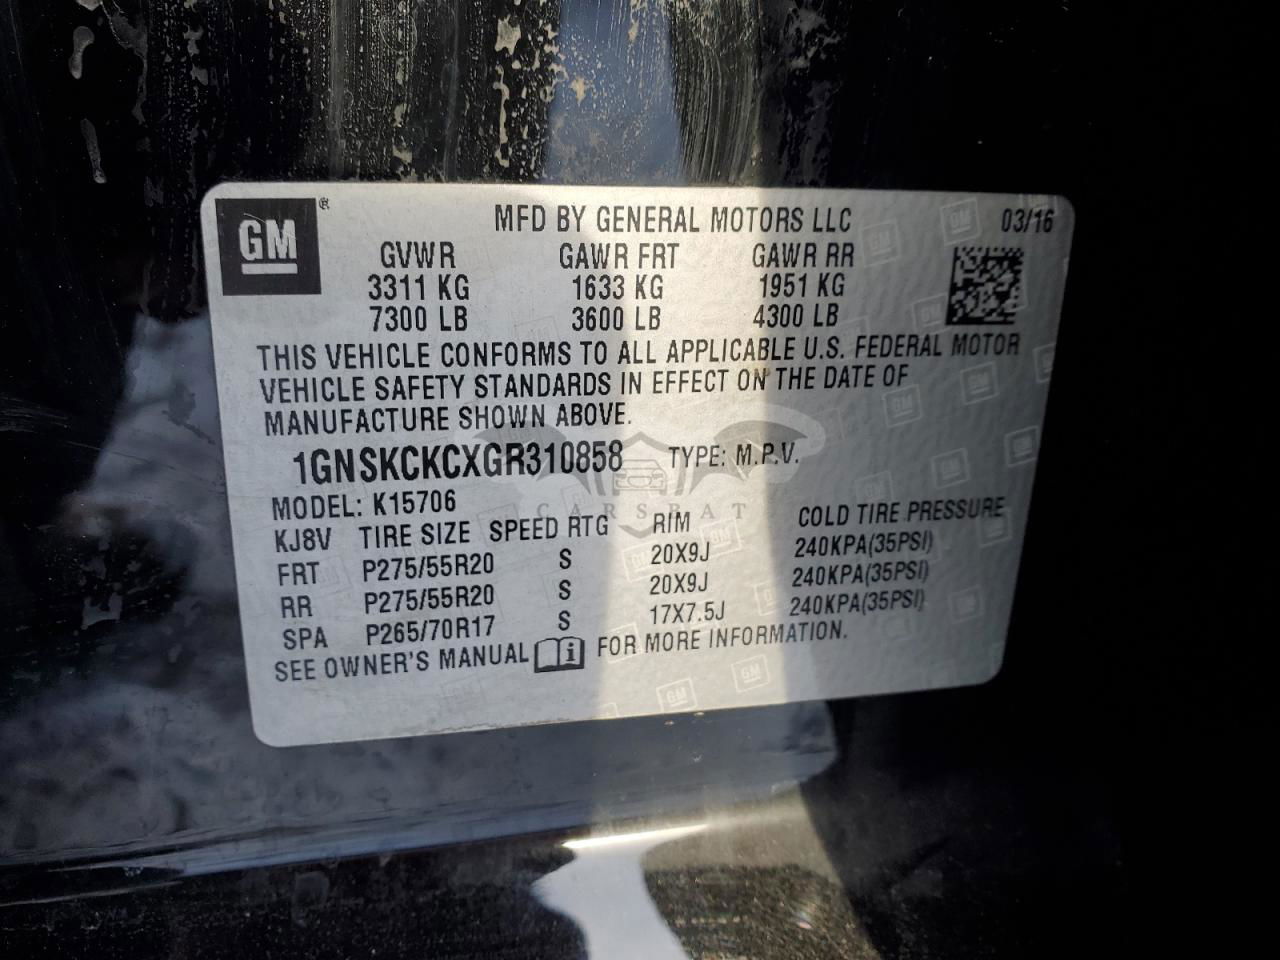 GM ® MFD BY GENERAL MOTORS LLC 03/16
GVWR GAWR FRT GAWR RR
3311 KG 1633 KG 1951 KG
7300 LB 3600 LB 4300 LB
THIS VEHICLE CONFORMS TO ALL APPLICABLE U.S. FEDERAL MOTOR
VEHICLE SAFETY STANDARDS IN EFFECT ON THE DATE OF
MANUFACTURE SHOWN ABOVE.
1GNSKCKCXGR310858 TYPE: M.P.V.
CARSBAT
MODEL: K15706
KJ8V TIRE SIZE SPEED RTG RIM COLD TIRE PRESSURE
FRT P275/55R20 S 20X9J 240KPA(35PSI)
RR P275/55R20 S 20X9J 240KPA(35PSI)
SPA P265/70R17 S 17X7.5J 240KPA(35PSI)
SEE OWNER'S MANUAL i FOR MORE INFORMATION.